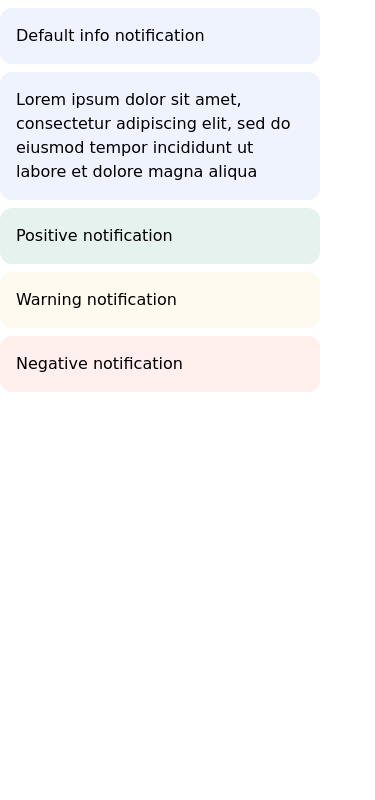 Default info notification
Lorem ipsum dolor sit amet,
consectetur adipiscing elit, sed do
eiusmod tempor incididunt ut
labore et dolore magna aliqua
Positive notification
Warning notification
Negative notification